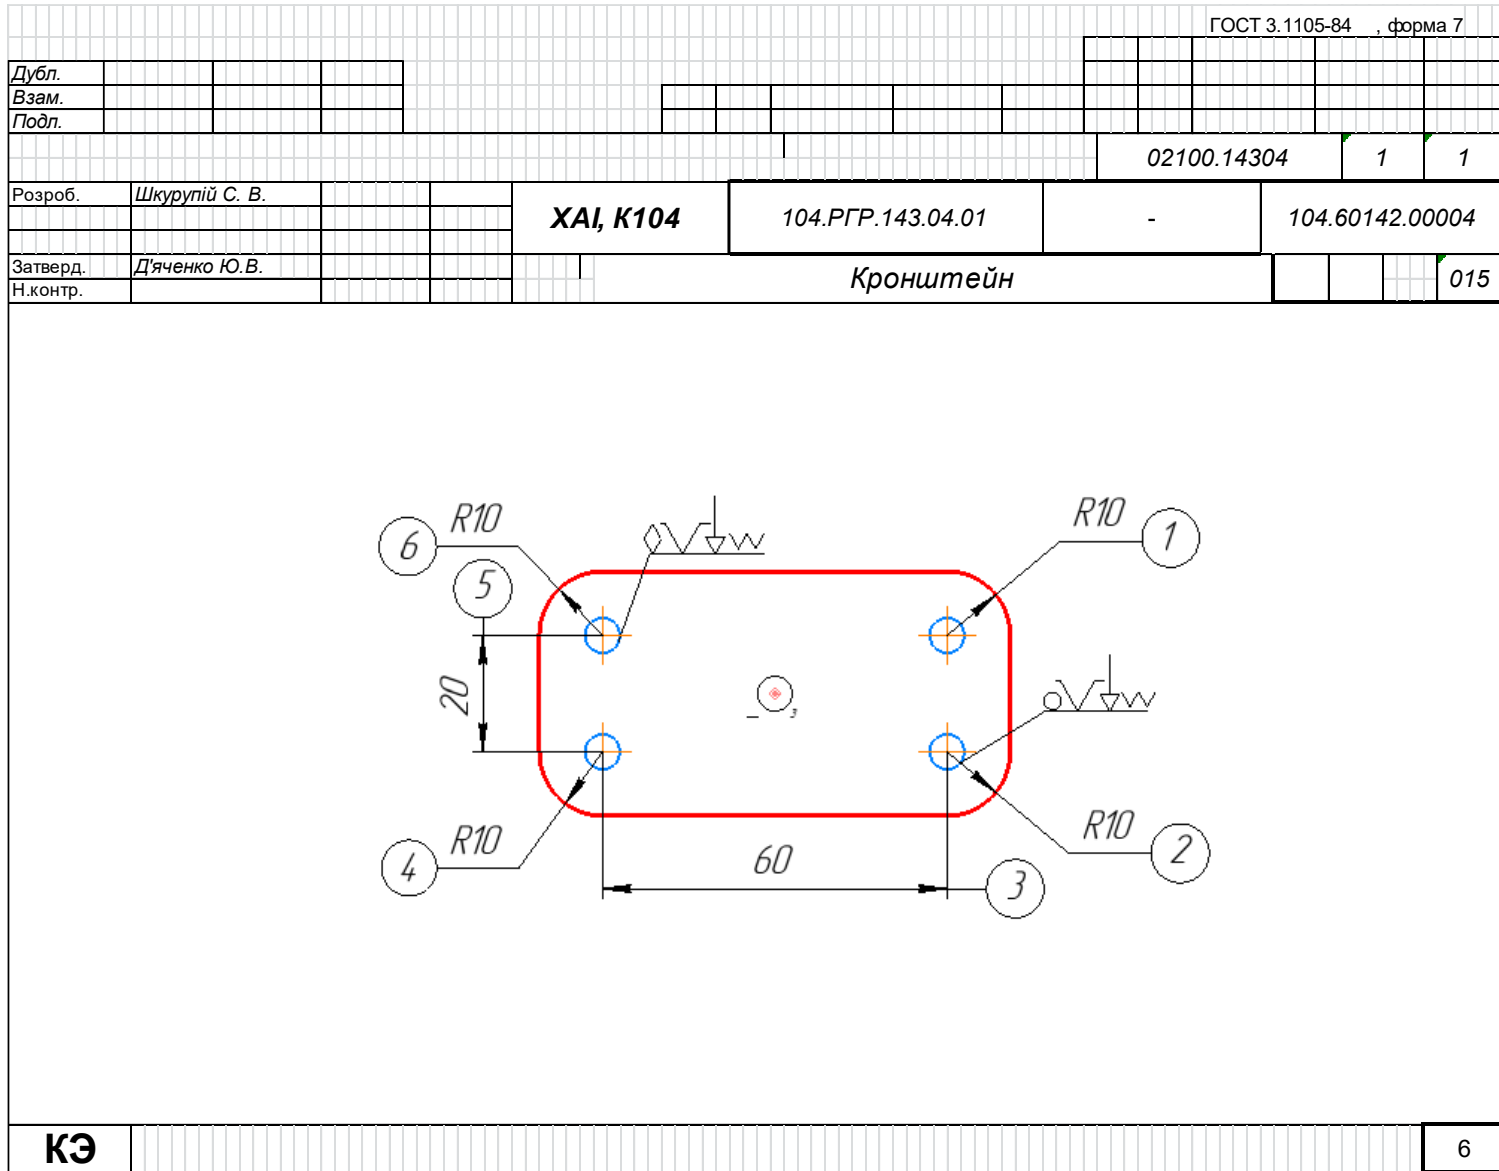 ГОСТ 3.1105-84 , форма 7
Дубл.
Взам.
Подл.
02100.14304 1 1
Розроб. Шкурупій С. В.
ХАІ, К104 104.РГР.143.04.01 - 104.60142.00004
Затверд. Д'яченко Ю.В.
Кронштейн 015
Н.контр.
6 R10
R10 1
5
20
3
R10 4
60
R10 2
3
КЭ 6